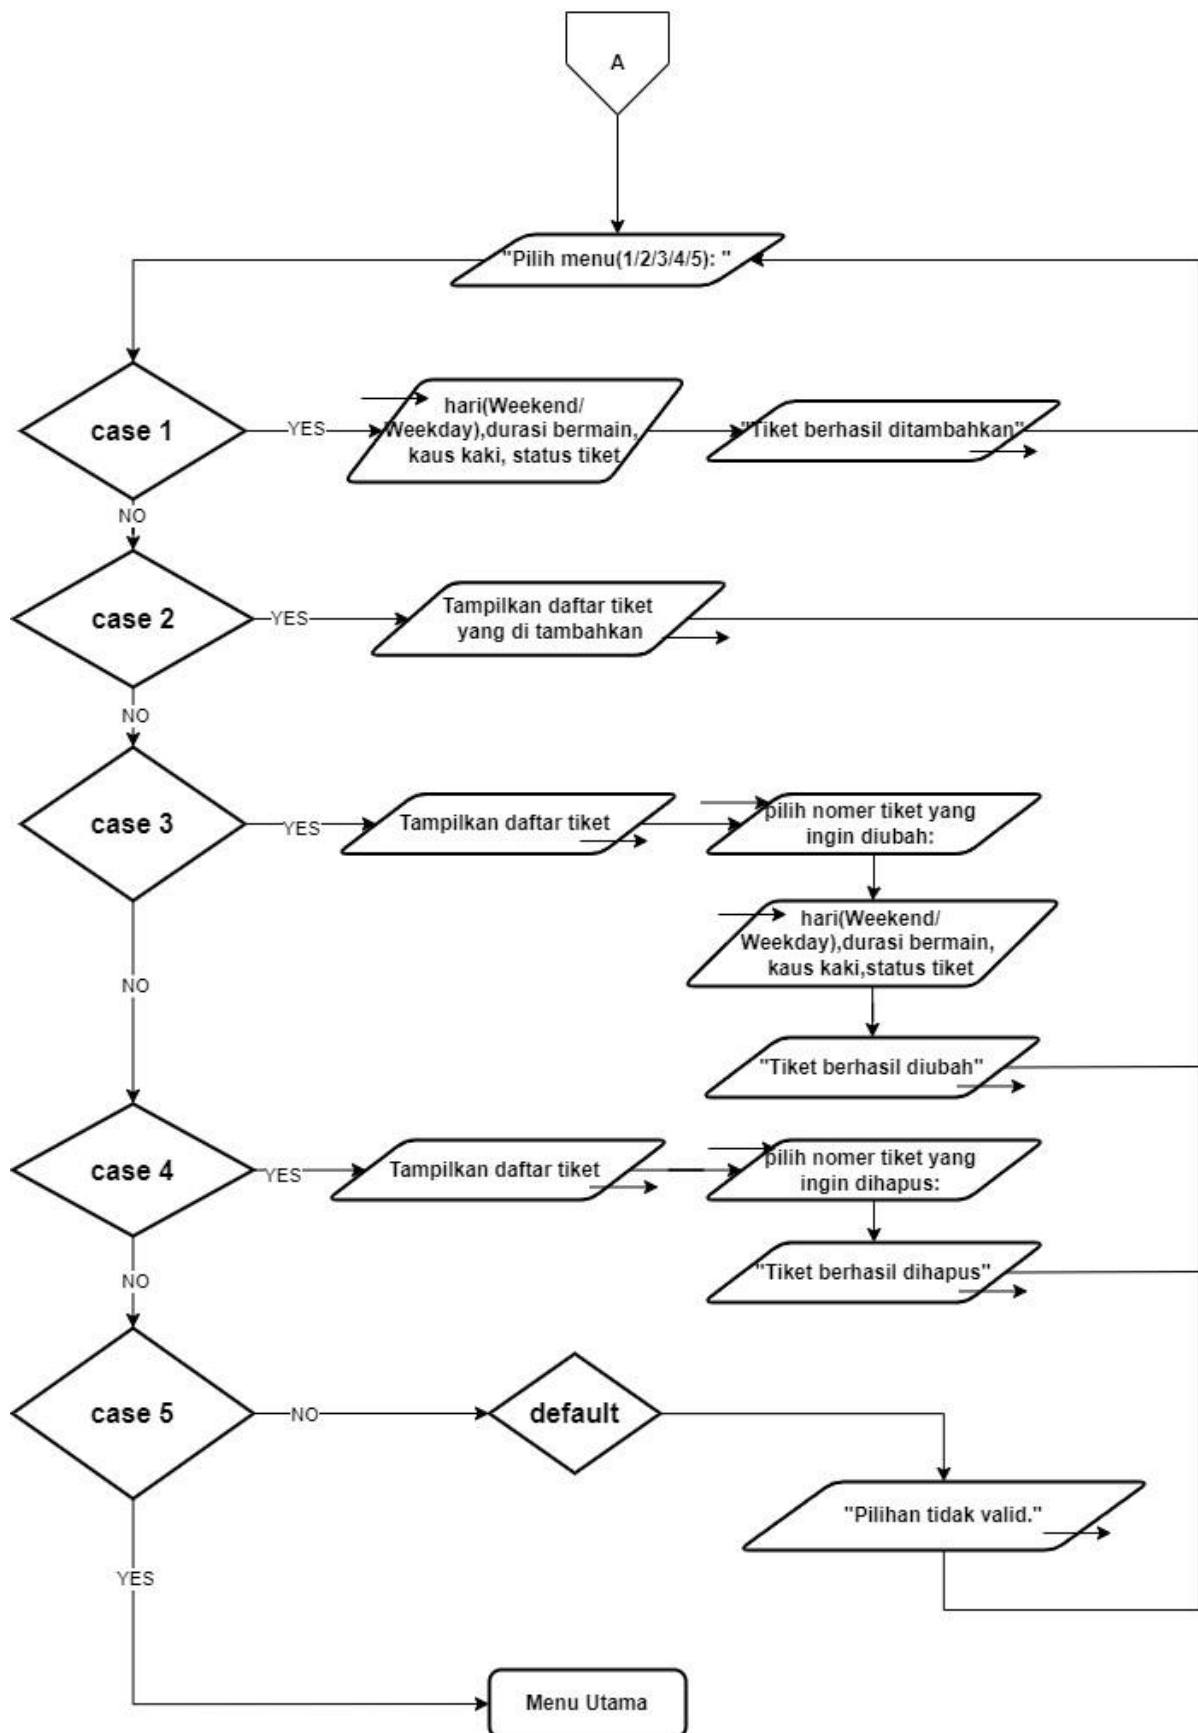 A
"Pilih menu(1/2/3/4/5): "
case 1
YES
hari(Weekend/
Weekday),durasi bermain,
kaus kaki, status tiket
"Tiket berhasil ditambahkan"
NO
case 2
YES
Tampilkan daftar tiket
yang di tambahkan
NO
case 3
YES
Tampilkan daftar tiket
pilih nomer tiket yang
ingin diubah:
hari(Weekend/
Weekday),durasi bermain,
kaus kaki,status tiket
NO
"Tiket berhasil diubah"
case 4
YES
Tampilkan daftar tiket
pilih nomer tiket yang
ingin dihapus:
NO
"Tiket berhasil dihapus"
case 5
NO
default
"Pilihan tidak valid."
YES
Menu Utama